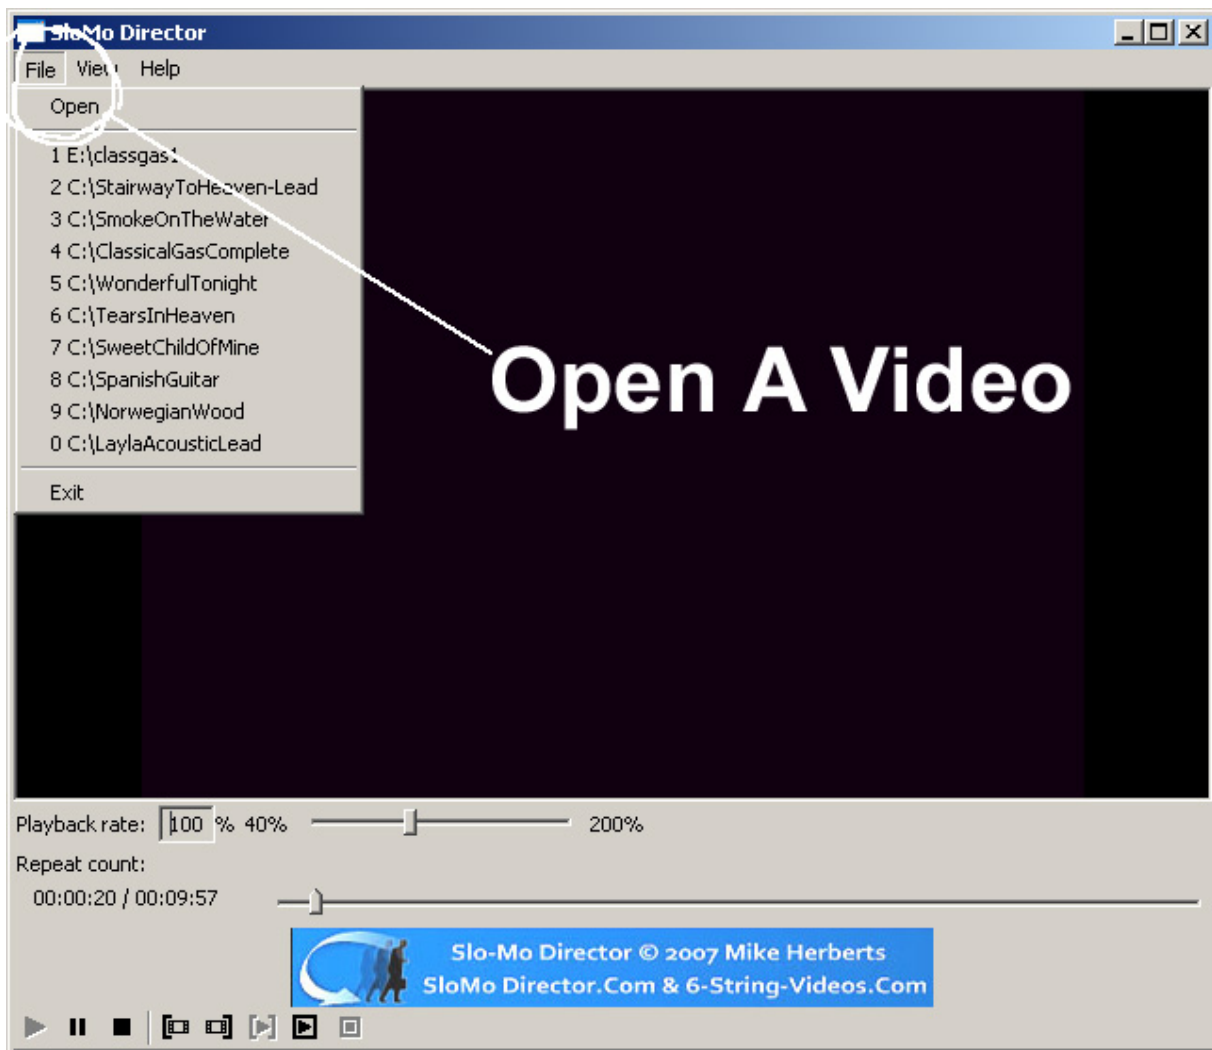 SloMo Director
File View Help
Open
1 E:\classgas1
2 C:\StairwayToHeaven-Lead
3 C:\SmokeOnTheWater
4 C:\ClassicalGasComplete
5 C:\WonderfulTonight
6 C:\TearsInHeaven
7 C:\SweetChildOfMine
8 C:\SpanishGuitar
9 C:\NorwegianWood
0 C:\LaylaAcousticLead
Exit
Open A Video
Playback rate: 100 % 40% 200%
Repeat count:
00:00:20 / 00:09:57
Slo-Mo Director © 2007 Mike Herberts
SloMo Director.Com & 6-String-Videos.Com